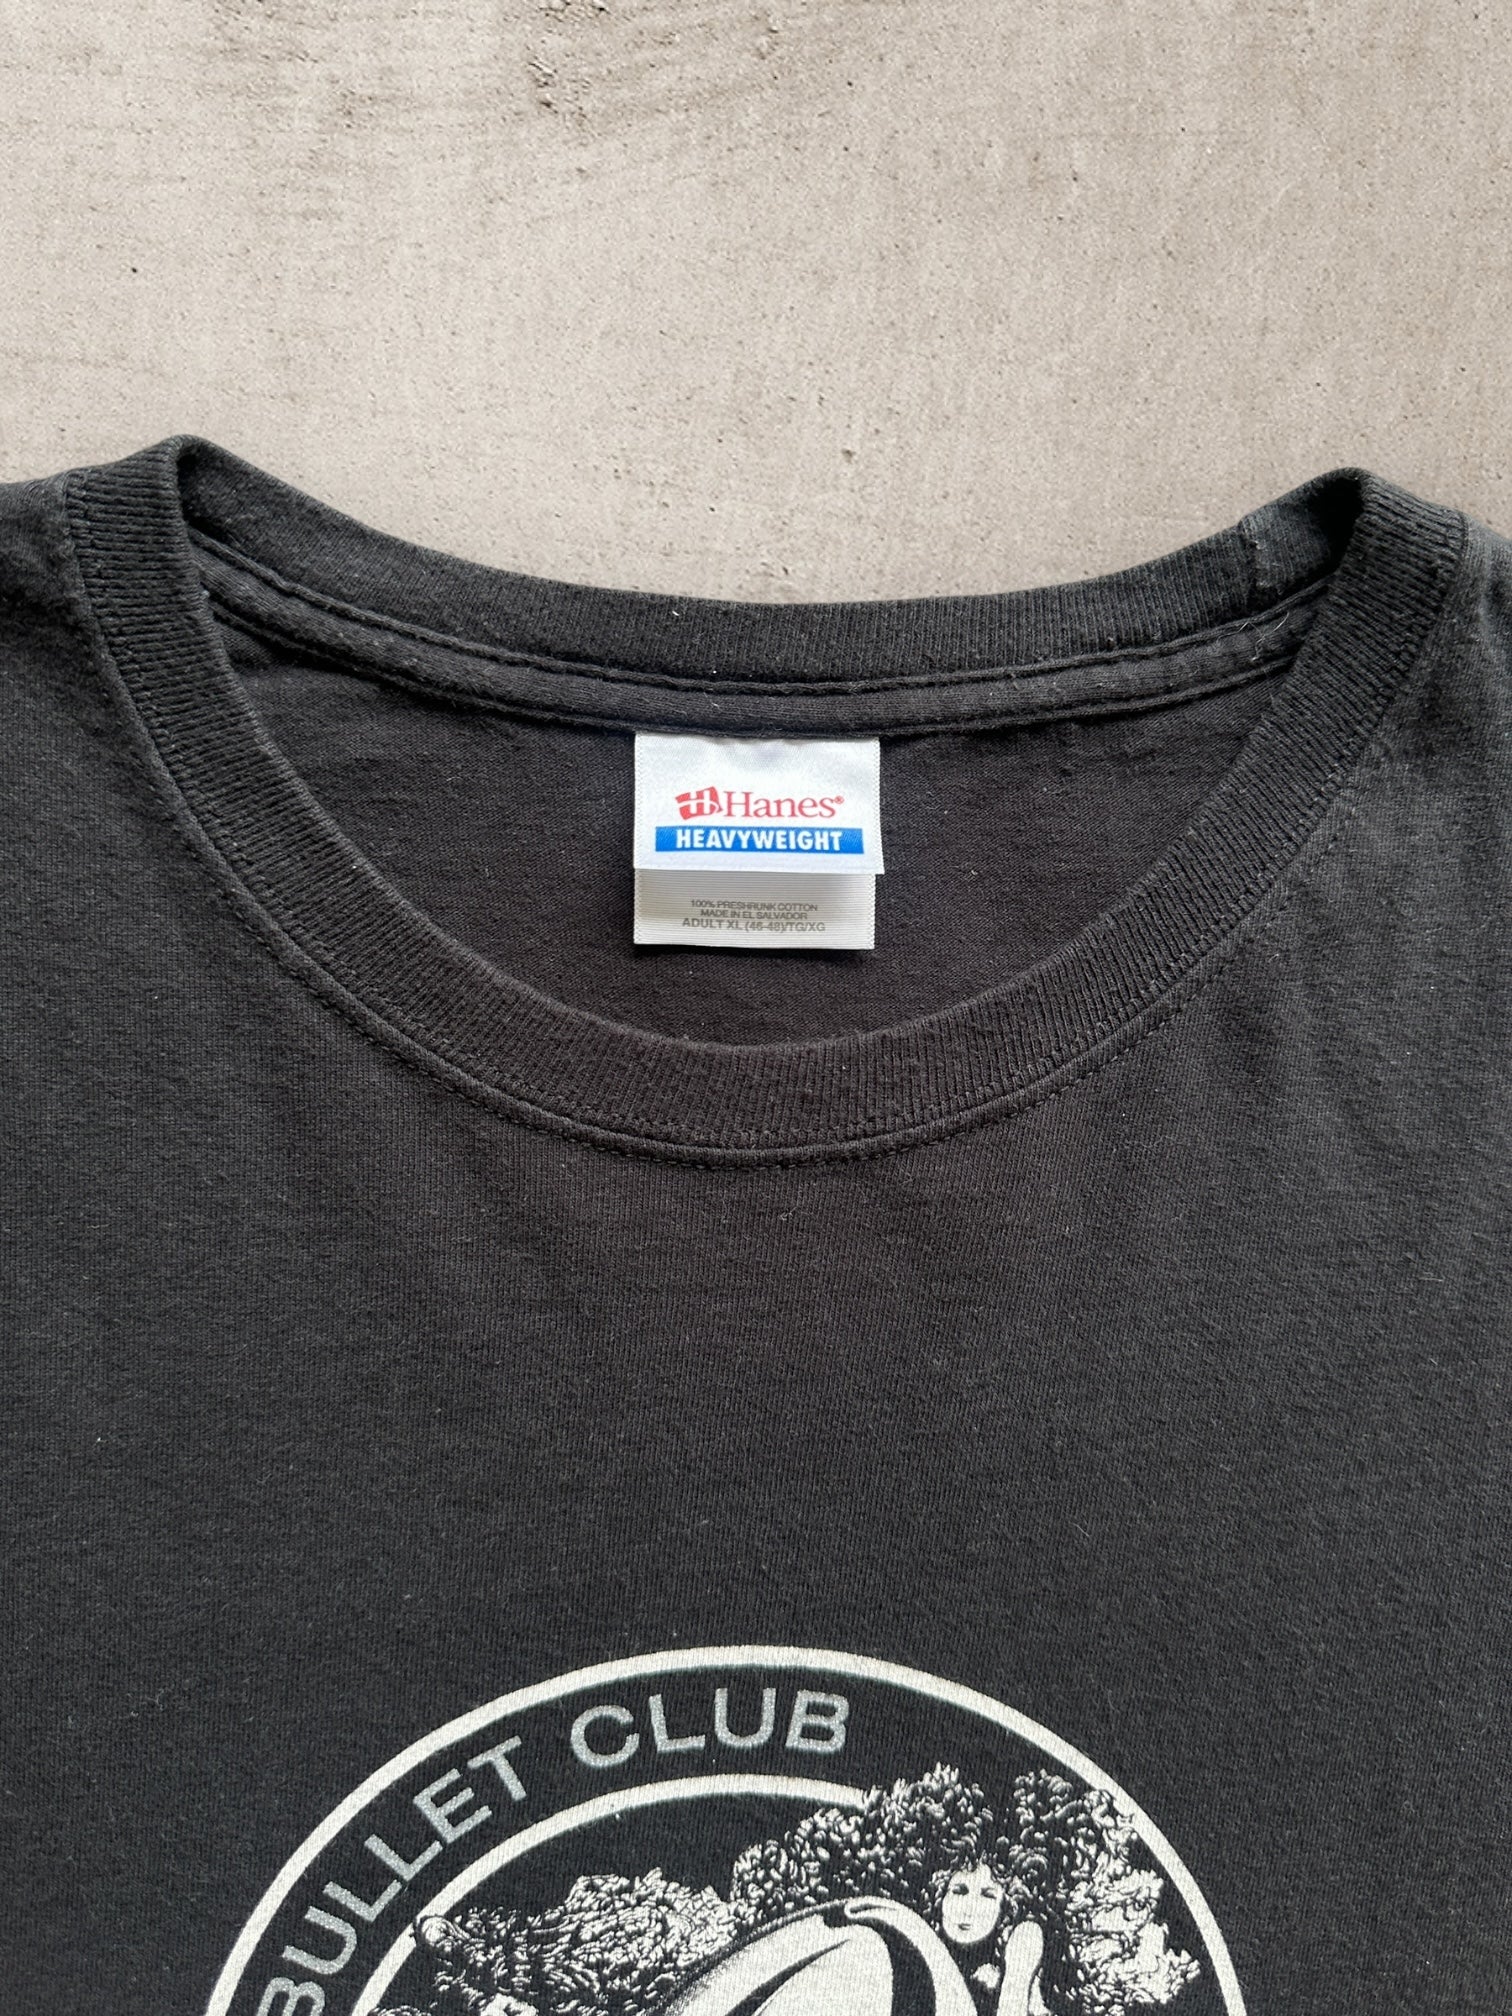 Hanes®
HEAVYWEIGHT
100% PRESHRUNK COTTON
MADE IN EL SALVADOR
ADULT XL (46-48)/TG/XG
BULLET CLUB